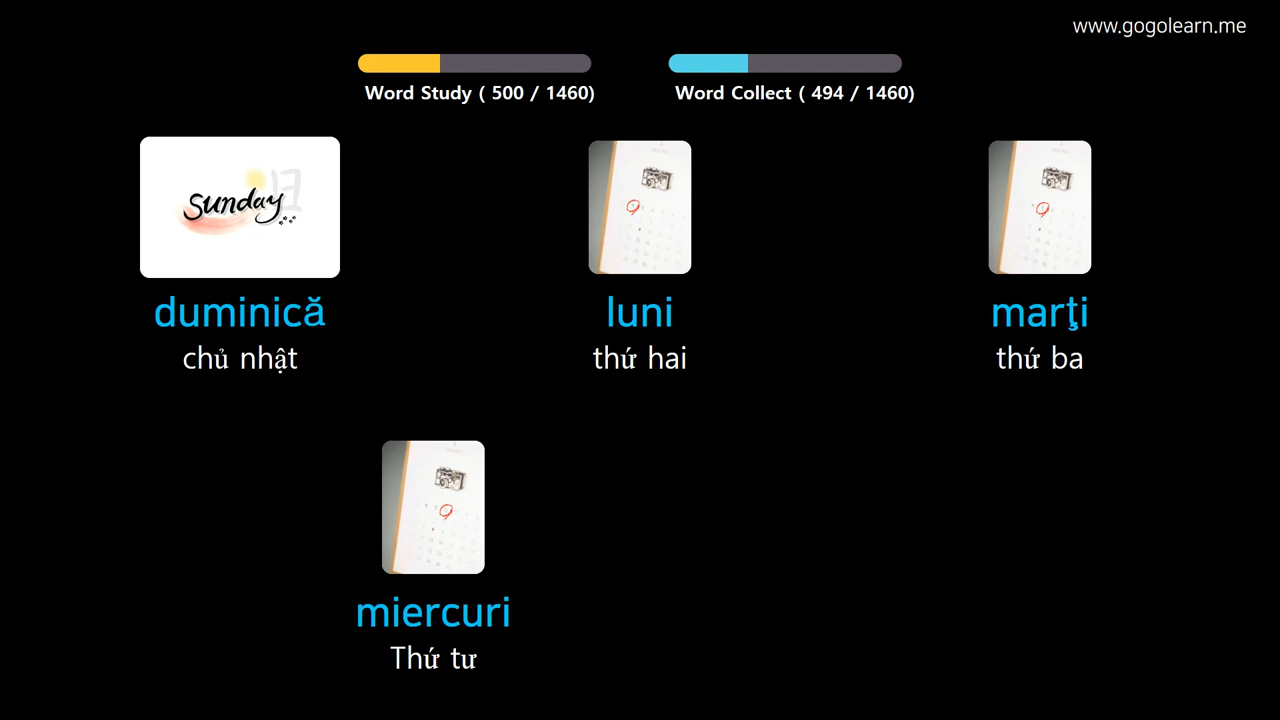 www.gogolearn.me
Word Study ( 500 / 1460)
Word Collect ( 494 / 1460)
Sunday
日
duminică
luni
marţi
chủ nhật
thứ hai
thứ ba
miercuri
Thứ tư